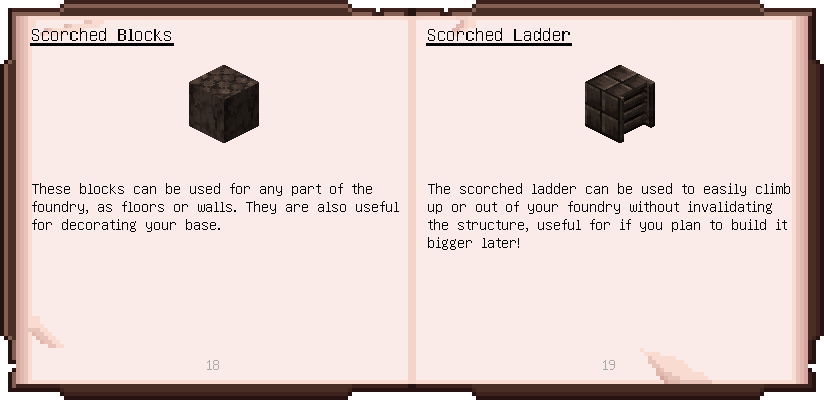 Scorched Blocks
These blocks can be used for any part of the
foundry, as floors or walls. They are also useful
for decorating your base.
18
Scorched Ladder
The scorched ladder can be used to easily climb
up or out of your foundry without invalidating
the structure, useful for if you plan to build it
bigger later!
19